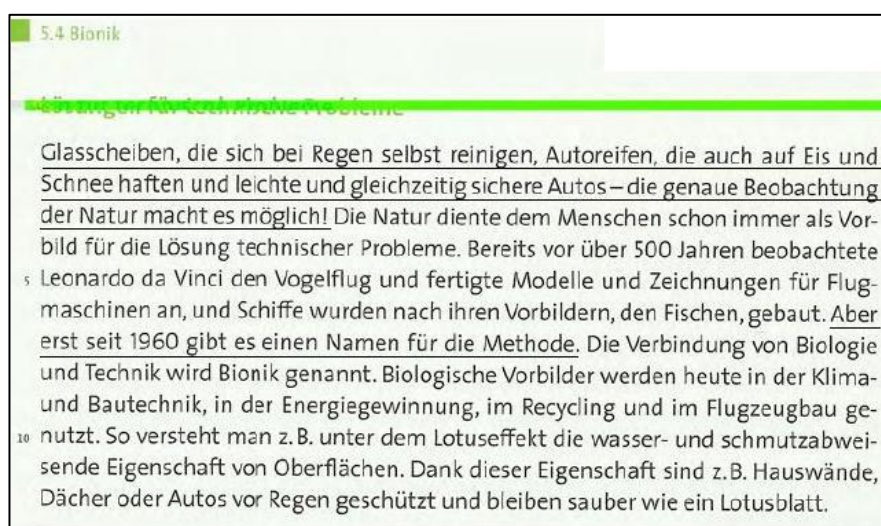 5.4 Bionik
Lösungen für technische Probleme
Glasscheiben, die sich bei Regen selbst reinigen, Autoreifen, die auch auf Eis und
Schnee haften und leichte und gleichzeitig sichere Autos – die genaue Beobachtung
der Natur macht es möglich! Die Natur diente dem Menschen schon immer als Vor-
bild für die Lösung technischer Probleme. Bereits vor über 500 Jahren beobachtete
5 Leonardo da Vinci den Vogelflug und fertigte Modelle und Zeichnungen für Flug-
maschinen an, und Schiffe wurden nach ihren Vorbildern, den Fischen, gebaut. Aber
erst seit 1960 gibt es einen Namen für die Methode. Die Verbindung von Biologie
und Technik wird Bionik genannt. Biologische Vorbilder werden heute in der Klima-
und Bautechnik, in der Energiegewinnung, im Recycling und im Flugzeugbau ge-
10 nutzt. So versteht man z. B. unter dem Lotuseffekt die wasser- und schmutzabwei-
sende Eigenschaft von Oberflächen. Dank dieser Eigenschaft sind z. B. Hauswände,
Dächer oder Autos vor Regen geschützt und bleiben sauber wie ein Lotusblatt.